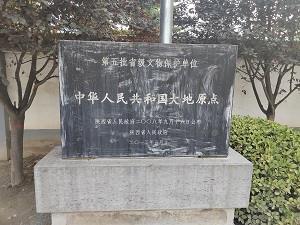 第五批省级文物保护单位
中华人民共和国大地原点
陕西省人民政府二〇〇八年九月十六日公布
陕西省人民政府